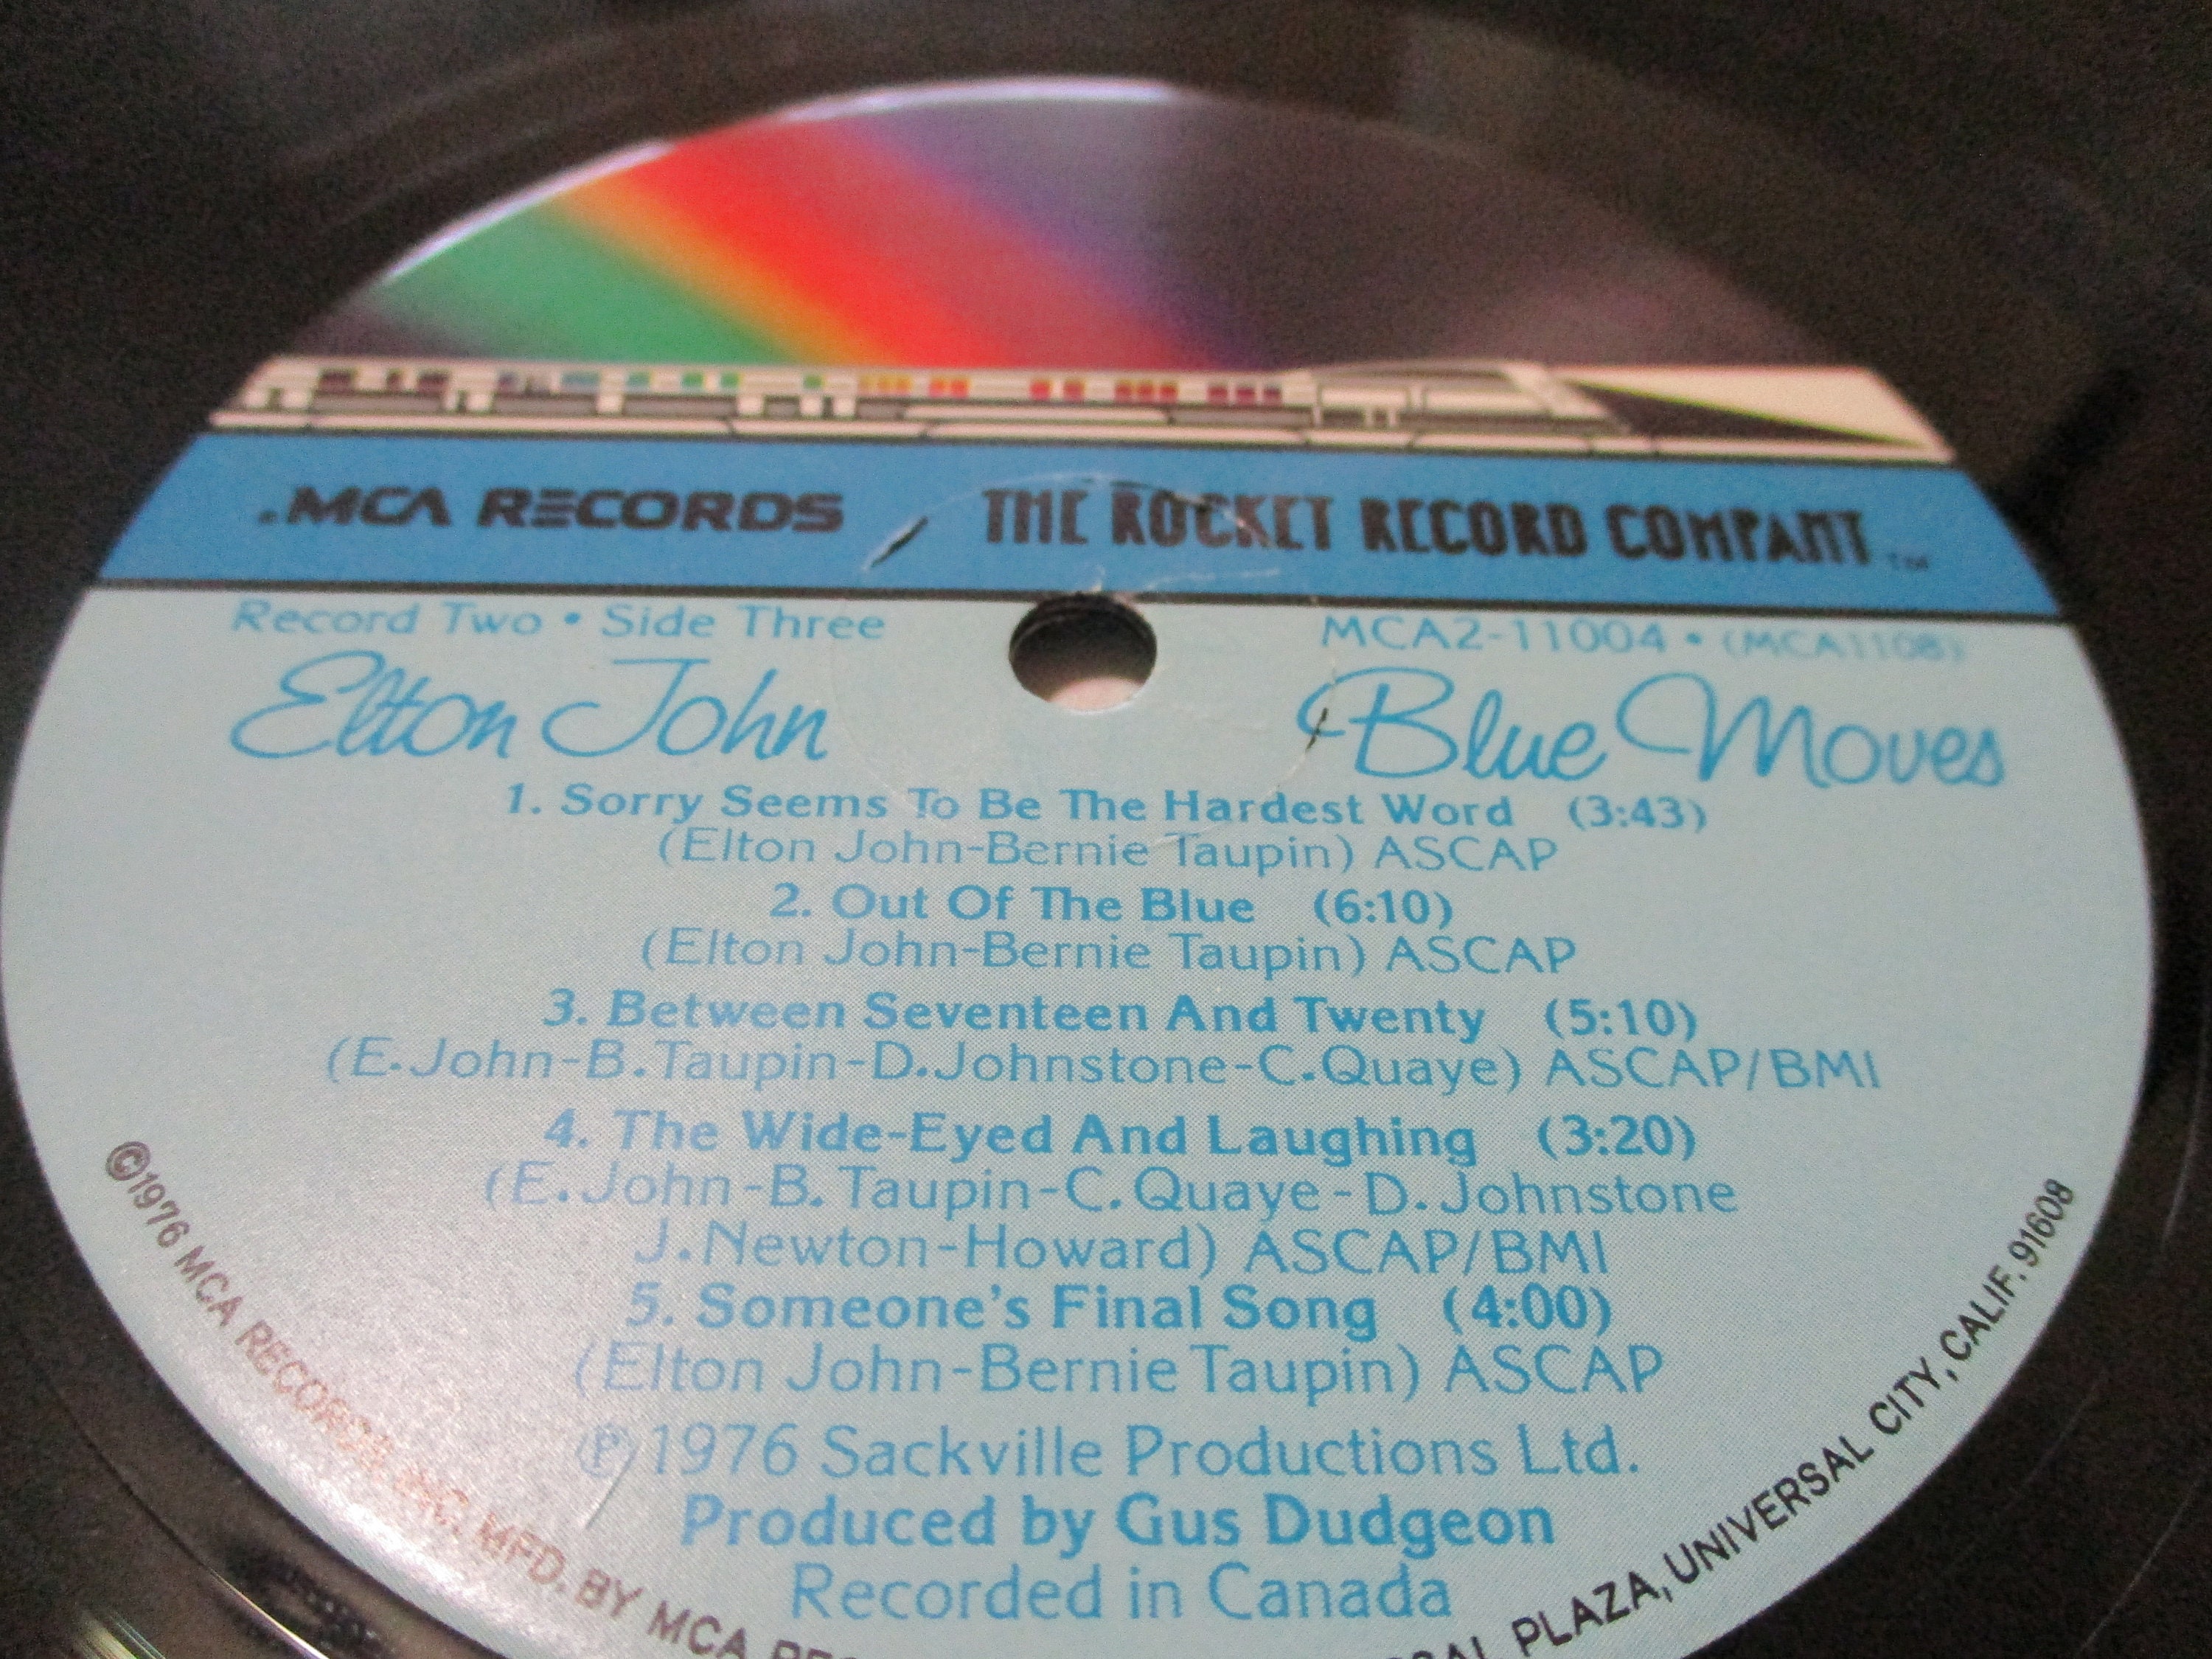 MCA RECORDS THE ROCKET RECORD COMPANY TM
Record Two • Side Three MCA2-11004 • (MCA1108)
Elton John Blue Moves
1. Sorry Seems To Be The Hardest Word (3:43)
(Elton John-Bernie Taupin) ASCAP
2. Out Of The Blue (6:10)
(Elton John-Bernie Taupin) ASCAP
3. Between Seventeen And Twenty (5:10)
(E.John-B.Taupin-D.Johnstone-C.Quaye) ASCAP/BMI
4. The Wide-Eyed And Laughing (3:20)
(E.John-B.Taupin-C.Quaye-D.Johnstone
J.Newton-Howard) ASCAP/BMI
5. Someone's Final Song (4:00)
(Elton John-Bernie Taupin) ASCAP
℗1976 Sackville Productions Ltd.
Produced by Gus Dudgeon
Recorded in Canada
©1976 MCA RECORDS, INC. MFD. BY MCA PLAZA, UNIVERSAL CITY, CALIF. 91608